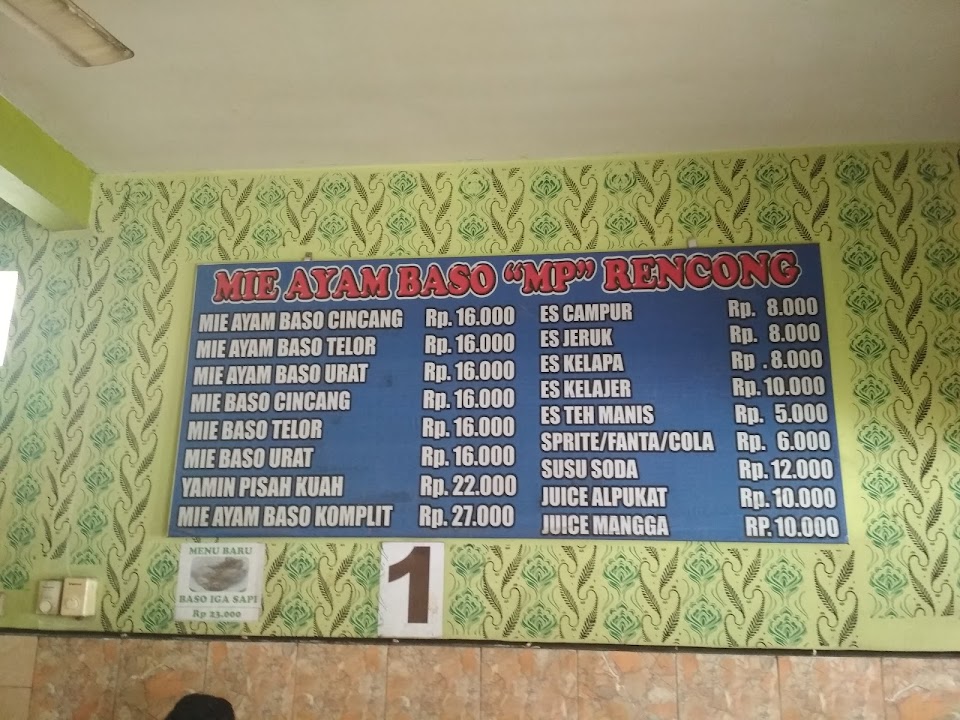 MIE AYAM BASO “MP” RENCONG
MIE AYAM BASO CINCANG Rp. 16.000
MIE AYAM BASO TELOR Rp. 16.000
MIE AYAM BASO URAT Rp. 16.000
MIE BASO CINCANG Rp. 16.000
MIE BASO TELOR Rp. 16.000
MIE BASO URAT Rp. 16.000
YAMIN PISAH KUAH Rp. 22.000
MIE AYAM BASO KOMPLIT Rp. 27.000
ES CAMPUR Rp. 8.000
ES JERUK Rp. 8.000
ES KELAPA Rp . 8.000
ES KELAJER Rp. 10.000
ES TEH MANIS Rp. 5.000
SPRITE/FANTA/COLA Rp. 6.000
SUSU SODA Rp. 12.000
JUICE ALPUKAT Rp. 10.000
JUICE MANGGA RP. 10.000
MENU BARU
BASO IGA SAPI
Rp 23.000
1